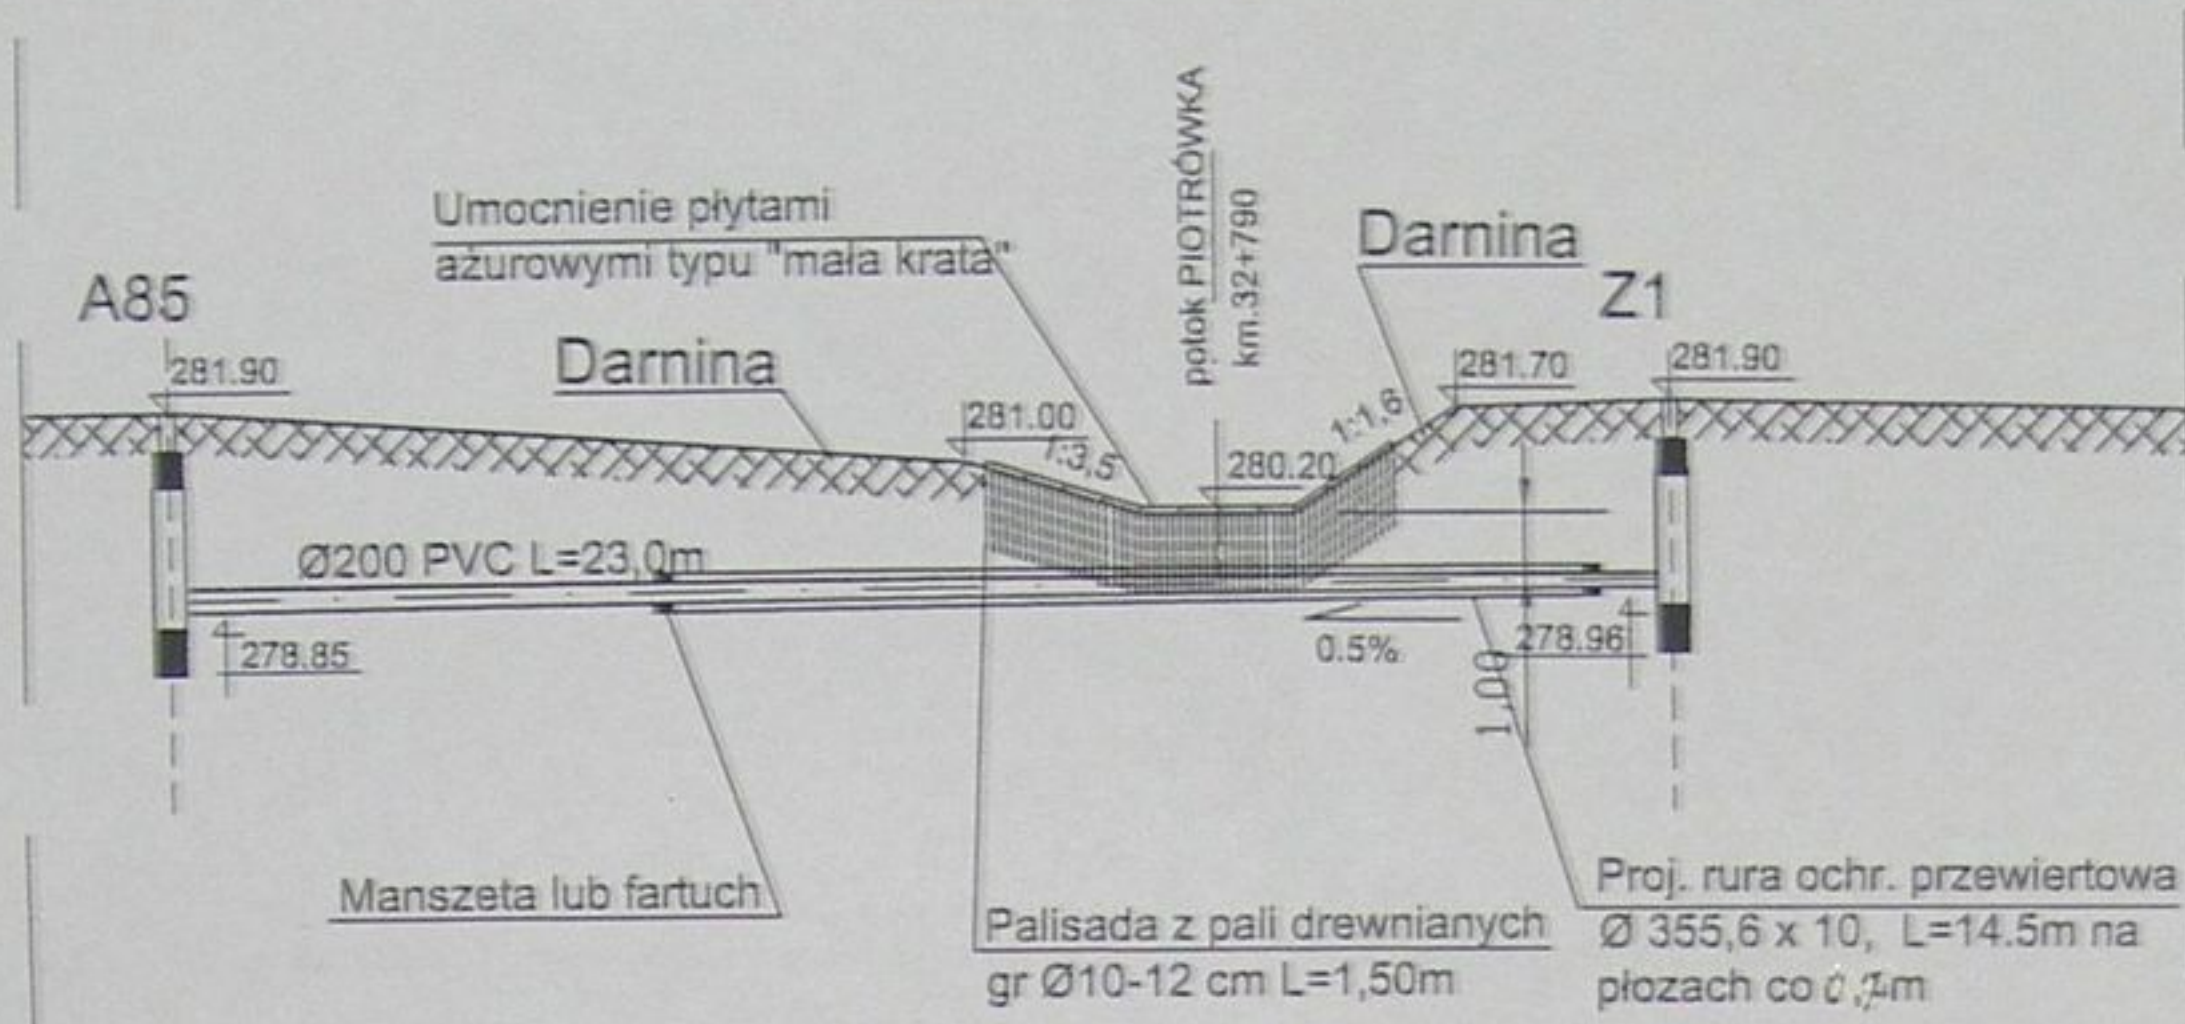 potok PIOTRÓWKA
km.32+790
Umocnienie płytami
ażurowymi typu "mała krata"
Darnina
A85
Z1
281.90
Darnina
281.70
281.90
281.00
1:3,5
280.20
1:1,6
Ø200 PVC L=23,0m
278.85
0.5%
278.96
1,00
Manszeta lub fartuch
Palisada z pali drewnianych
gr Ø10-12 cm L=1,50m
Proj. rura ochr. przewiertowa
Ø 355,6 x 10, L=14.5m na
płozach co m